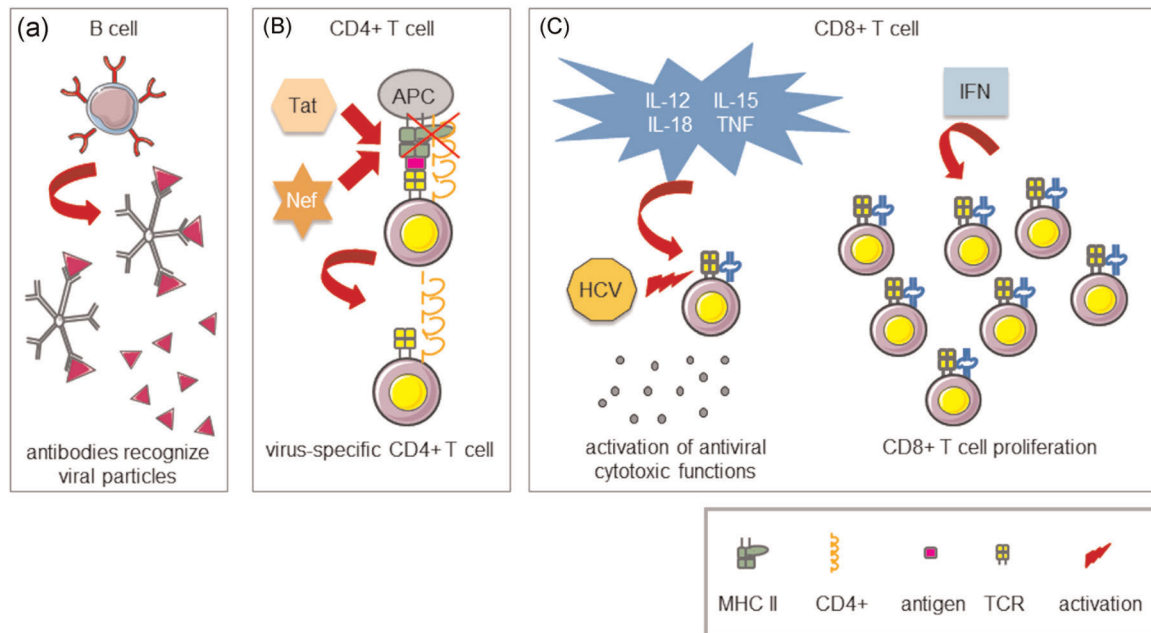 (a)
B cell
antibodies recognize
viral particles
(B)
CD4+ T cell
Tat
APC
Nef
virus-specific CD4+ T cell
(C)
CD8+ T cell
IL-12 IL-15
IL-18 TNF
IFN
HCV
activation of antiviral
cytotoxic functions
CD8+ T cell proliferation
MHC II
CD4+
antigen
TCR
activation